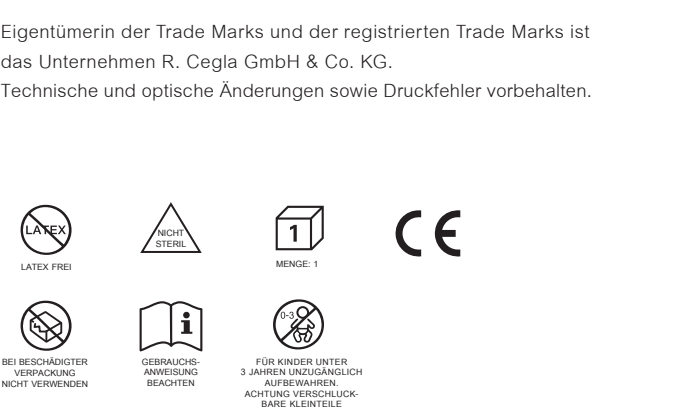 Eigentümerin der Trade Marks und der registrierten Trade Marks ist
das Unternehmen R. Cegla GmbH & Co. KG.
Technische und optische Änderungen sowie Druckfehler vorbehalten.
LATEX
LATEX FREI
NICHT
STERIL
1
MENGE: 1
CE
BEI BESCHÄDIGTER
VERPACKUNG
NICHT VERWENDEN
i
GEBRAUCHS-
ANWEISUNG
BEACHTEN
0-3
FÜR KINDER UNTER
3 JAHREN UNZUGÄNGLICH
AUFBEWAHREN.
ACHTUNG VERSCHLUCK-
BARE KLEINTEILE